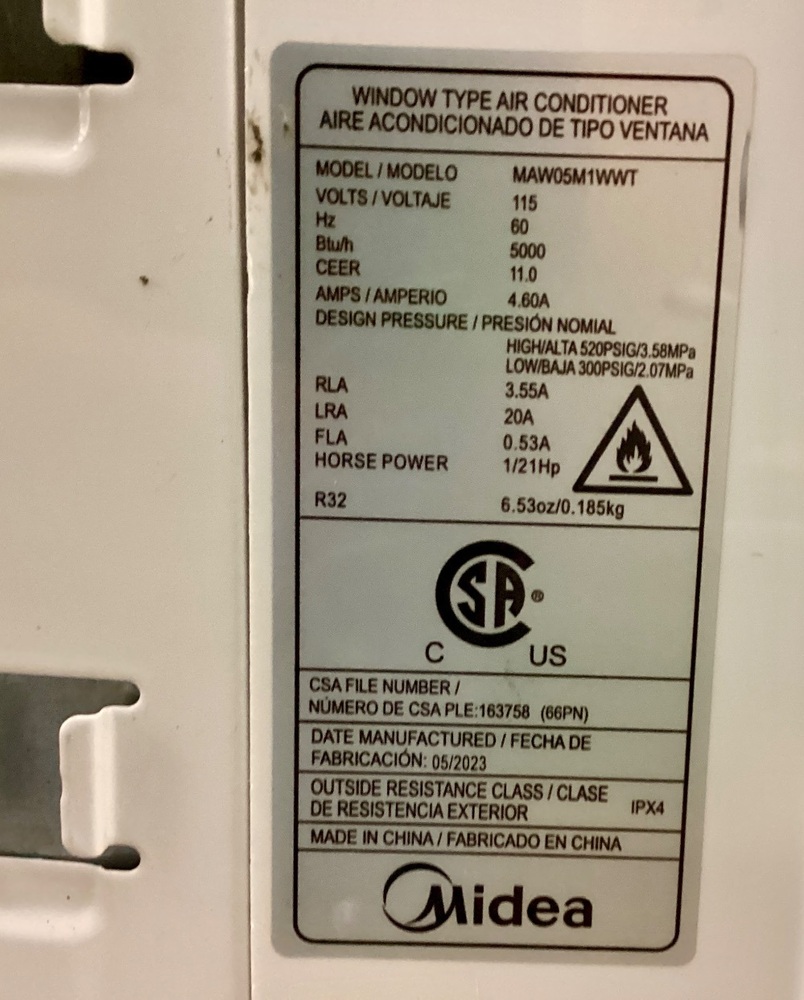 WINDOW TYPE AIR CONDITIONER
AIRE ACONDICIONADO DE TIPO VENTANA
MODEL / MODELO MAW05M1WWT
VOLTS / VOLTAJE 115
Hz 60
Btu/h 5000
CEER 11.0
AMPS / AMPERIO 4.60A
DESIGN PRESSURE / PRESIÓN NOMIAL
HIGH/ALTA 520PSIG/3.58MPa
LOW/BAJA 300PSIG/2.07MPa
RLA 3.55A
LRA 20A
FLA 0.53A
HORSE POWER 1/21Hp
R32 6.53oz/0.185kg
CSA ®
C US
CSA FILE NUMBER /
NÚMERO DE CSA PLE:163758 (66PN)
DATE MANUFACTURED / FECHA DE
FABRICACIÓN: 05/2023
OUTSIDE RESISTANCE CLASS / CLASE
DE RESISTENCIA EXTERIOR IPX4
MADE IN CHINA / FABRICADO EN CHINA
Midea